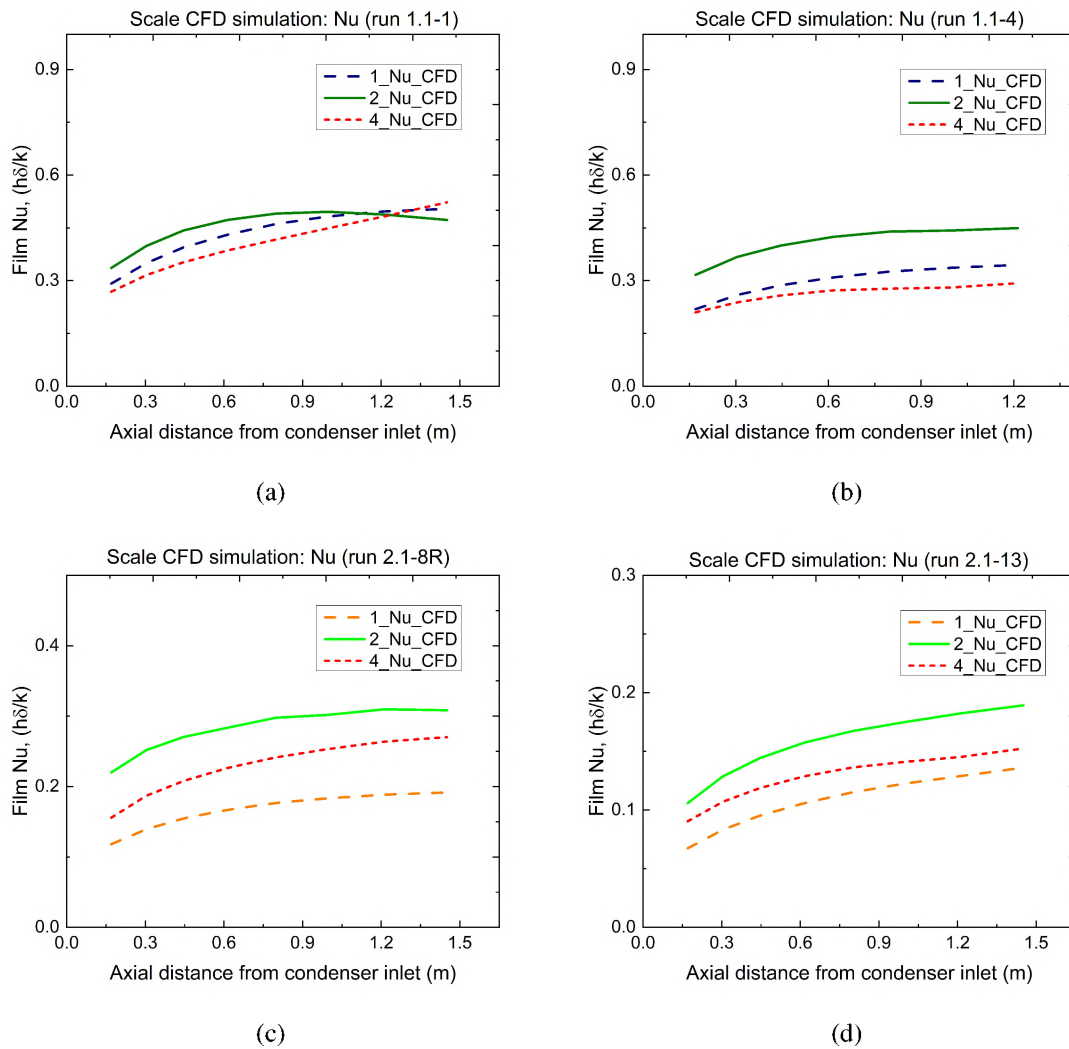 Scale CFD simulation: Nu (run 1.1-1)
0.9
0.6
0.3
0.0
Film Nu, (hδ/k)
1_Nu_CFD
2_Nu_CFD
4_Nu_CFD
0.0 0.3 0.6 0.9 1.2 1.5
Axial distance from condenser inlet (m)
(a)
Scale CFD simulation: Nu (run 1.1-4)
0.9
0.6
0.3
0.0
Film Nu, (hδ/k)
1_Nu_CFD
2_Nu_CFD
4_Nu_CFD
0.0 0.3 0.6 0.9 1.2
Axial distance from condenser inlet (m)
(b)
Scale CFD simulation: Nu (run 2.1-8R)
0.4
0.2
0.0
Film Nu, (hδ/k)
1_Nu_CFD
2_Nu_CFD
4_Nu_CFD
0.0 0.3 0.6 0.9 1.2 1.5
Axial distance from condenser inlet (m)
(c)
Scale CFD simulation: Nu (run 2.1-13)
0.3
0.2
0.1
0.0
Film Nu, (hδ/k)
1_Nu_CFD
2_Nu_CFD
4_Nu_CFD
0.0 0.3 0.6 0.9 1.2 1.5
Axial distance from condenser inlet (m)
(d)